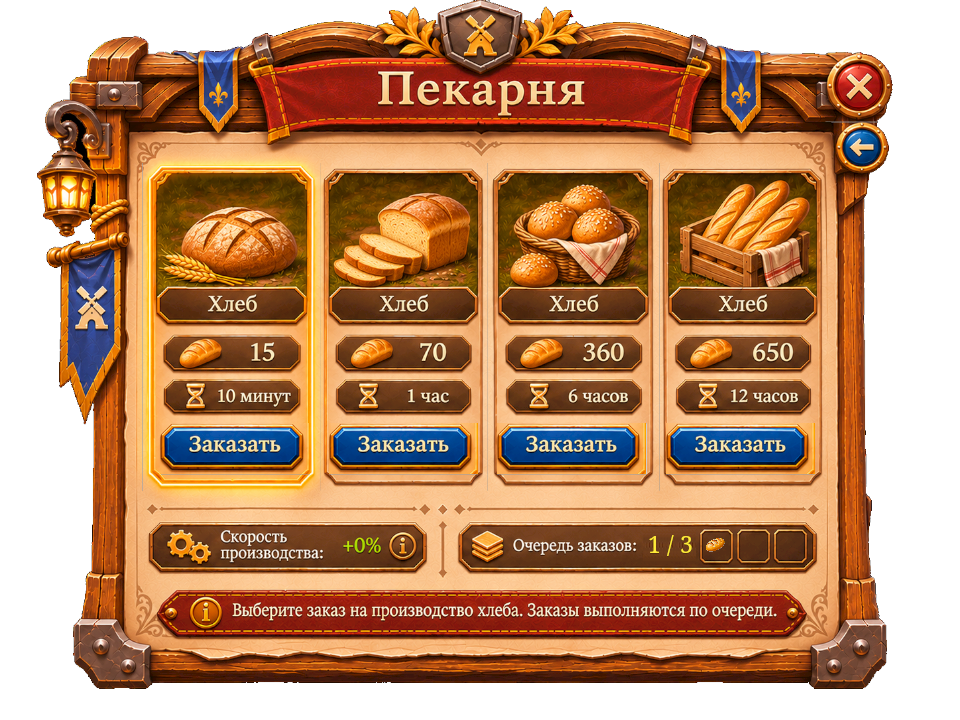 Пекарня
Хлеб
Хлеб
Хлеб
Хлеб
15
70
360
650
10 минут
1 час
6 часов
12 часов
Заказать
Заказать
Заказать
Заказать
Скорость
производства:
+0%
i
Очередь заказов:
1 / 3
i
Выберите заказ на производство хлеба. Заказы выполняются по очереди.